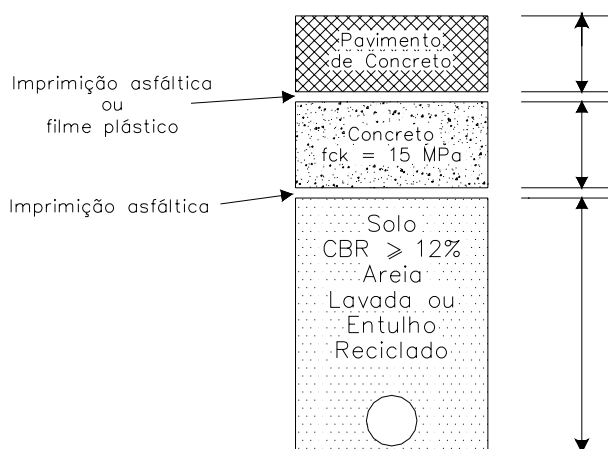 Pavimento
de Concreto
Imprimição asfáltica
ou
filme plástico
Concreto
fck = 15 MPa
Imprimição asfáltica
Solo
CBR ⩾ 12%
Areia
Lavada ou
Entulho
Reciclado